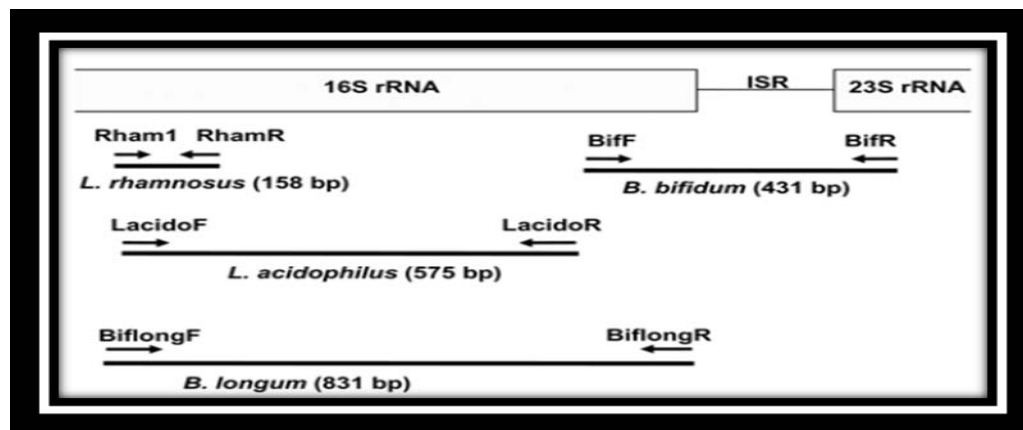 16S rRNA ISR 23S rRNA
Rham1 RhamR BifF BifR
L. rhamnosus (158 bp) B. bifidum (431 bp)
LacidoF LacidoR
L. acidophilus (575 bp)
BiflongF BiflongR
B. longum (831 bp)